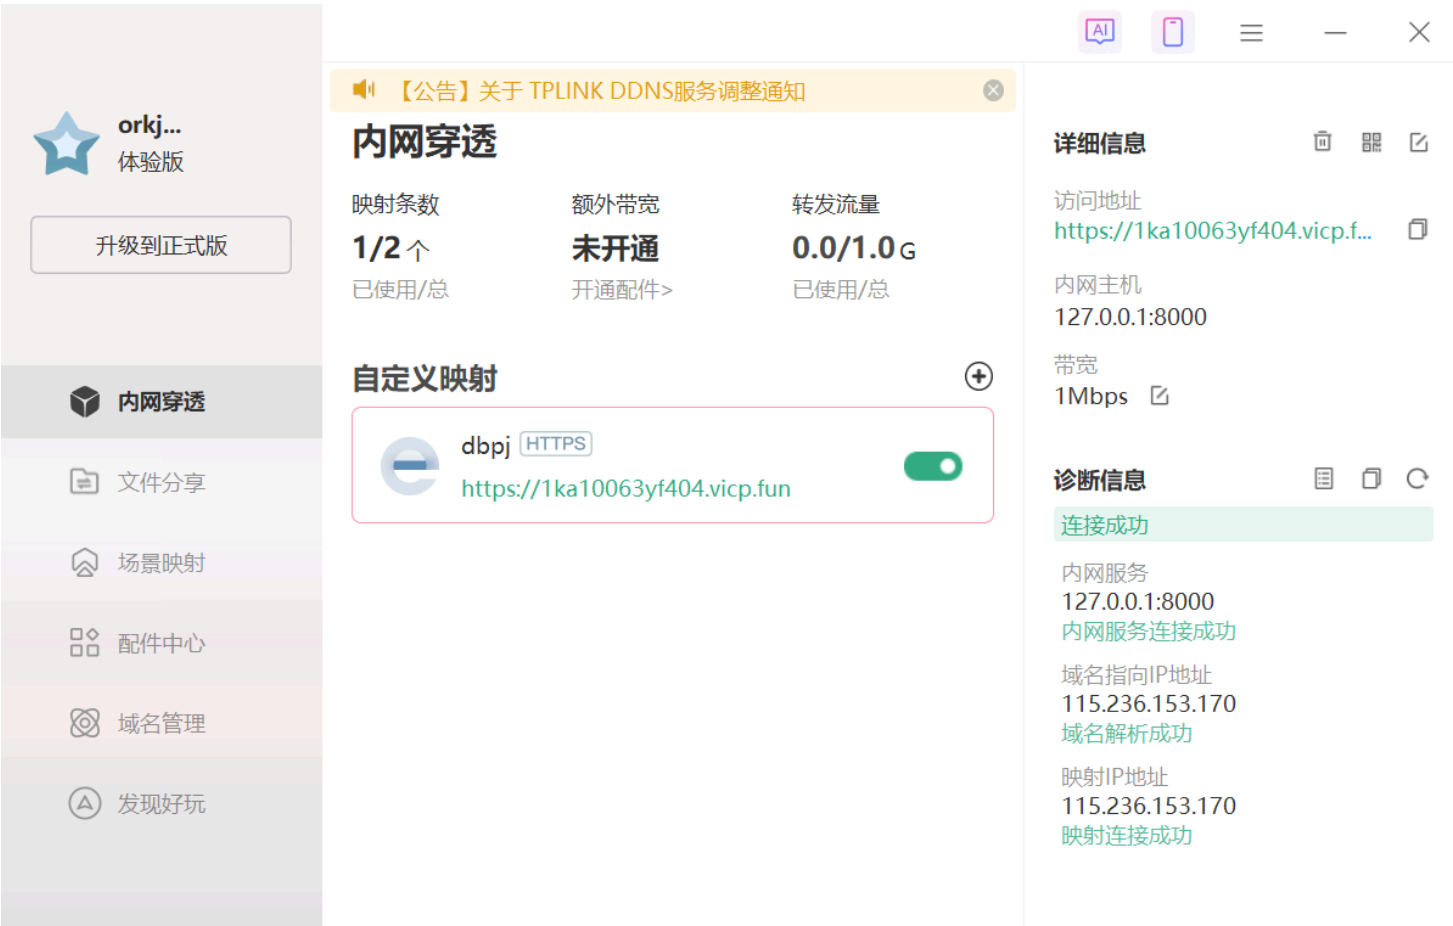 AI
orkj...
体验版
升级到正式版
内网穿透
文件分享
场景映射
配件中心
域名管理
发现好玩
【公告】关于 TPLINK DDNS服务调整通知
内网穿透
映射条数
1/2 个
已使用/总
额外带宽
未开通
开通配件>
转发流量
0.0/1.0 G
已使用/总
自定义映射
dbpj HTTPS
https://1ka10063yf404.vicp.fun
详细信息
访问地址
https://1ka10063yf404.vicp.f...
内网主机
127.0.0.1:8000
带宽
1Mbps
诊断信息
连接成功
内网服务
127.0.0.1:8000
内网服务连接成功
域名指向IP地址
115.236.153.170
域名解析成功
映射IP地址
115.236.153.170
映射连接成功